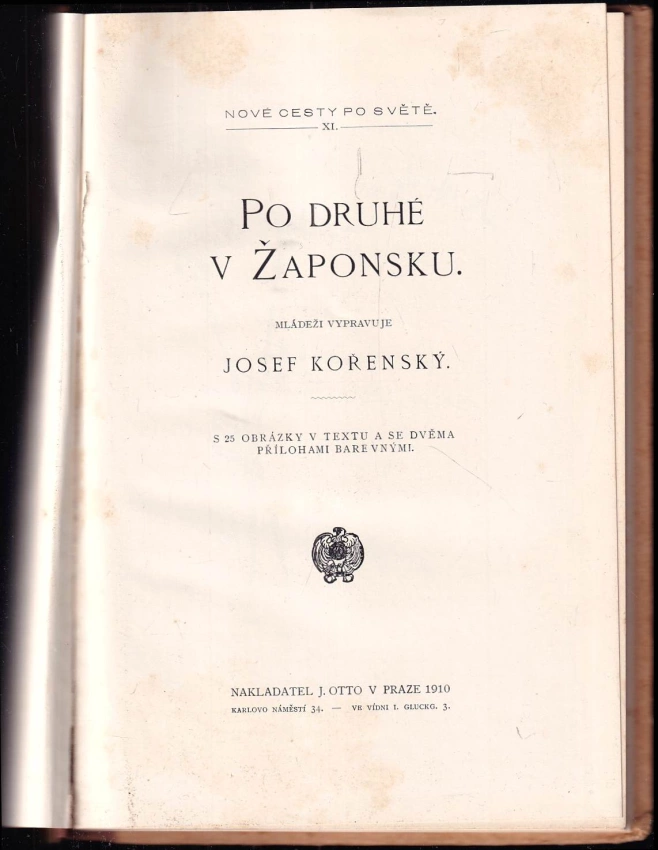 NOVÉ CESTY PO SVĚTĚ.
XI.
PO DRUHÉ
V ŽAPONSKU.
MLÁDEŽI VYPRAVUJE
JOSEF KOŘENSKÝ.
S 25 OBRÁZKY V TEXTU A SE DVĚMA
PŘÍLOHAMI BAREVNÝMI.
NAKLADATEL J. OTTO V PRAZE 1910
KARLOVO NÁMĚSTÍ 34. — VE VÍDNI I. GLUCKG. 3.